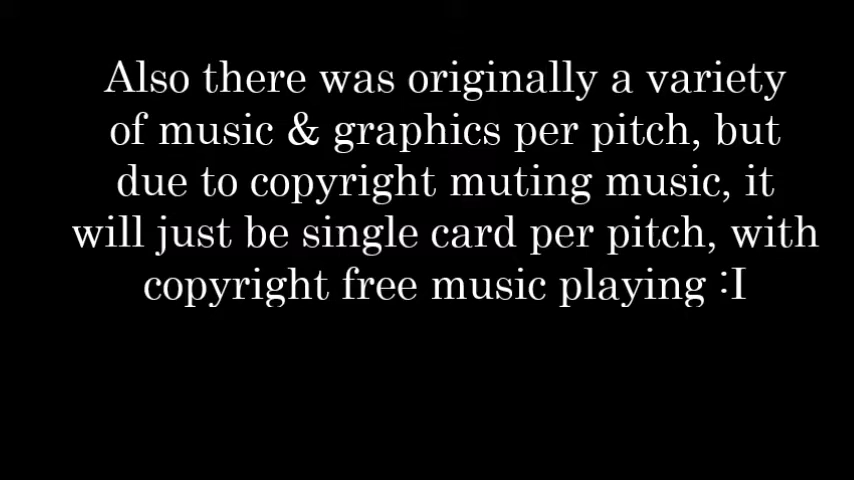 Also there was originally a variety
of music & graphics per pitch, but
due to copyright muting music, it
will just be single card per pitch, with
copyright free music playing :I